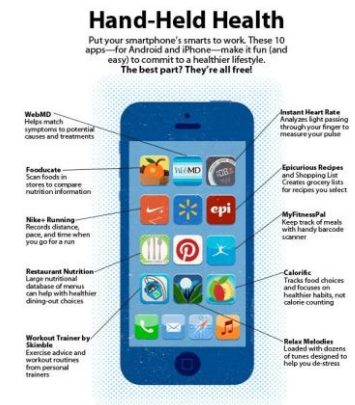 Hand-Held Health
Put your smartphone's smarts to work. These 10
apps—for Android and iPhone—make it fun (and
easy) to commit to a healthier lifestyle.
The best part? They're all free!
WebMD
Helps match
symptoms to potential
causes and treatments
Instant Heart Rate
Analyzes light passing
through your finger to
measure your pulse
Fooducate
Scan foods in
stores to compare
nutrition information
WebMD
108
Epicurious Recipes
and Shopping List
Creates grocery lists
for recipes you select
Nike+ Running
Records distance,
pace, and time when
you go for a run
epi
MyFitnessPal
Keep track of meals
with handy barcode
scanner
Restaurant Nutrition
Large nutritional
database of menus
can help with healthier
dining-out choices
Calorific
Tracks food choices
and focuses on
healthier habits, not
calorie counting
Workout Trainer by
Skimble
Exercise advice and
workout routines
from personal
trainers
Relax Melodies
Loaded with dozens
of tunes designed to
help you de-stress